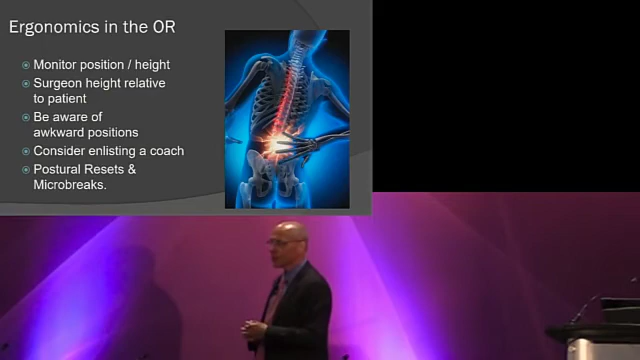 Ergonomics in the OR
Monitor position / height
Surgeon height relative
to patient
Be aware of
awkward positions
Consider enlisting a coach
Postural Resets &
Microbreaks.